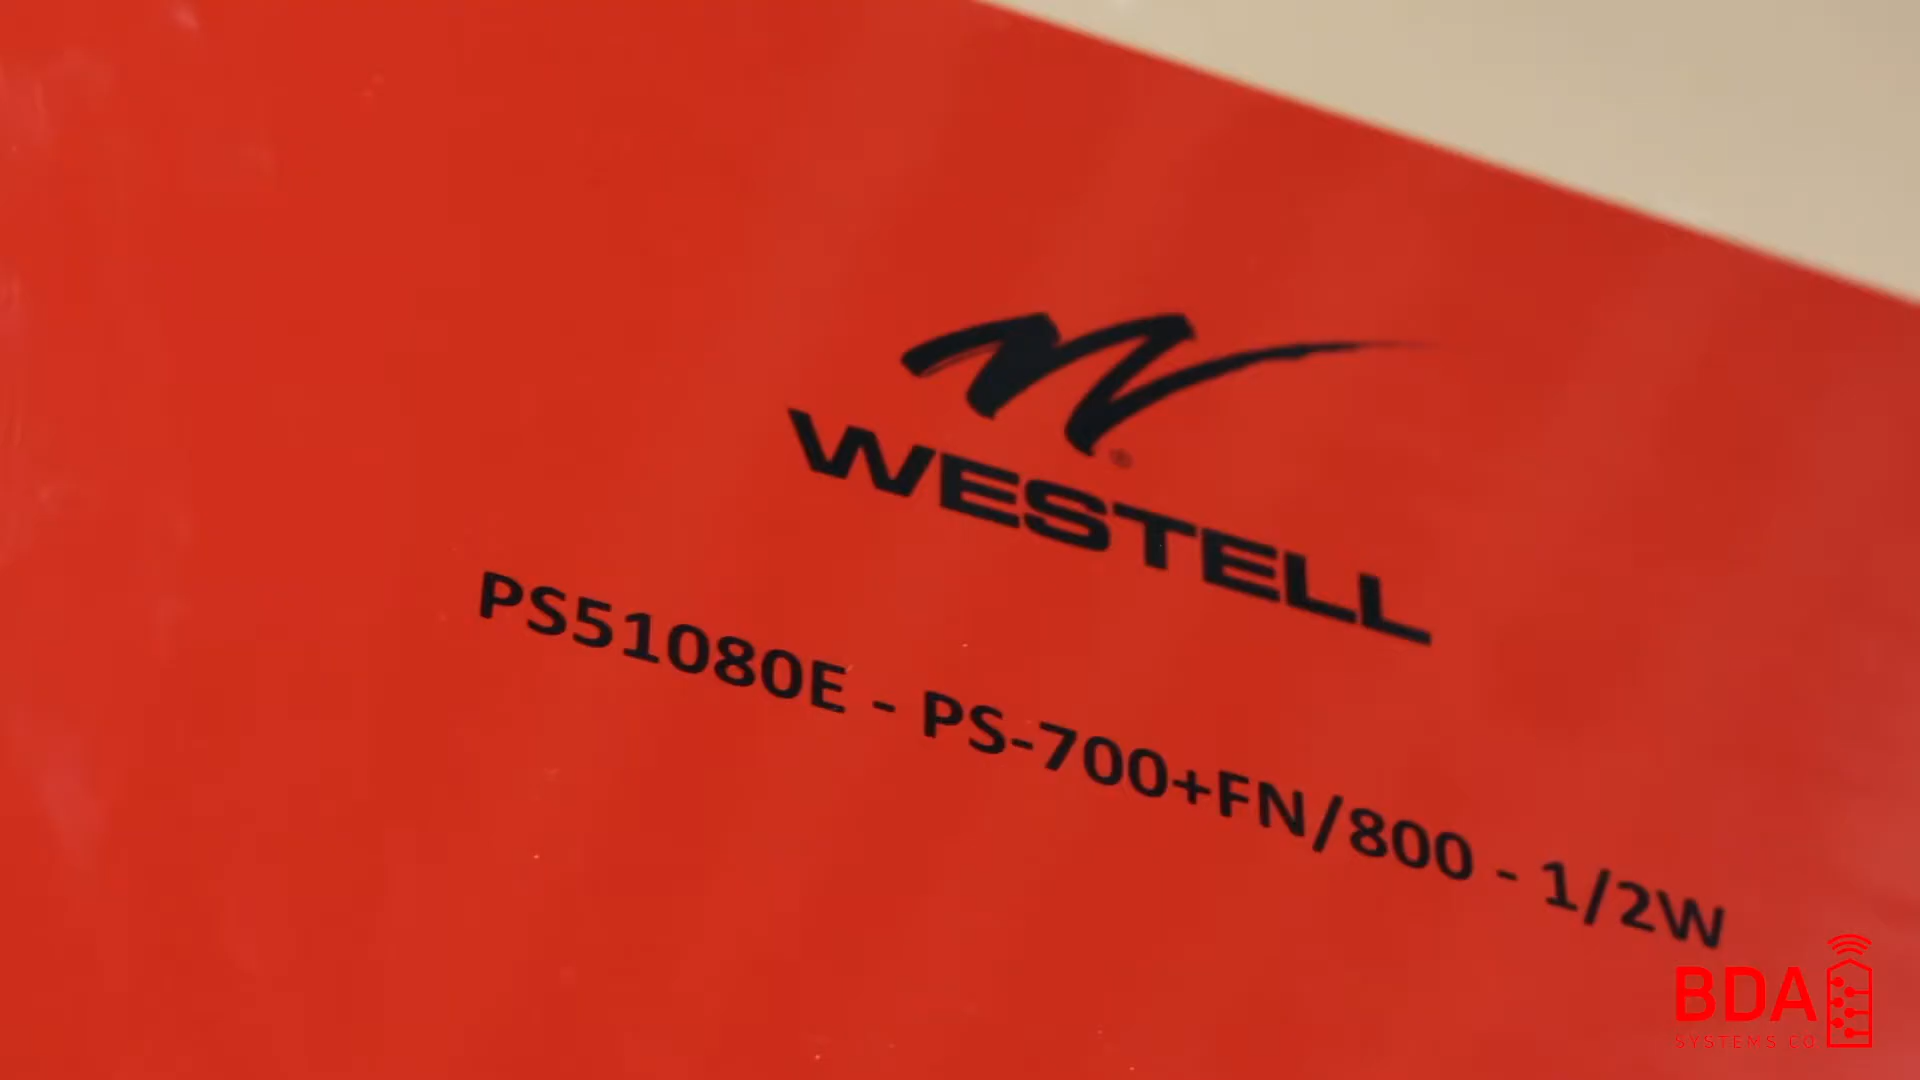 ®
WESTELL
PS51080E - PS-700+FN/800 - 1/2W
BDA
SYSTEMS CO